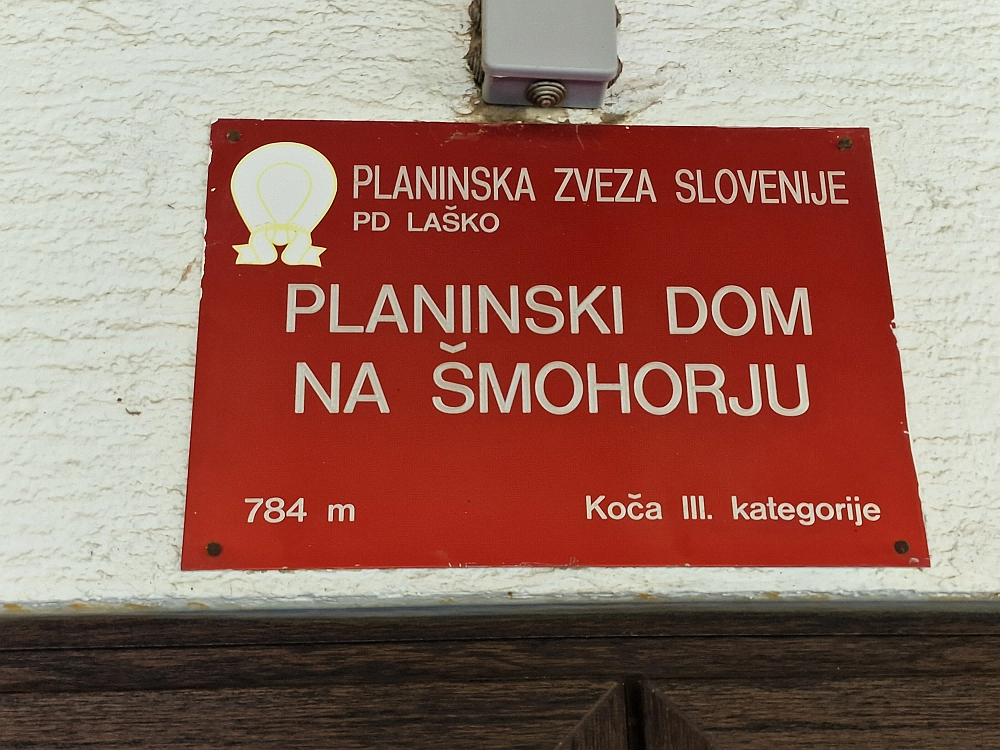 PLANINSKA ZVEZA SLOVENIJE
PD LAŠKO
PLANINSKI DOM
NA ŠMOHORJU
784 m Koča III. kategorije